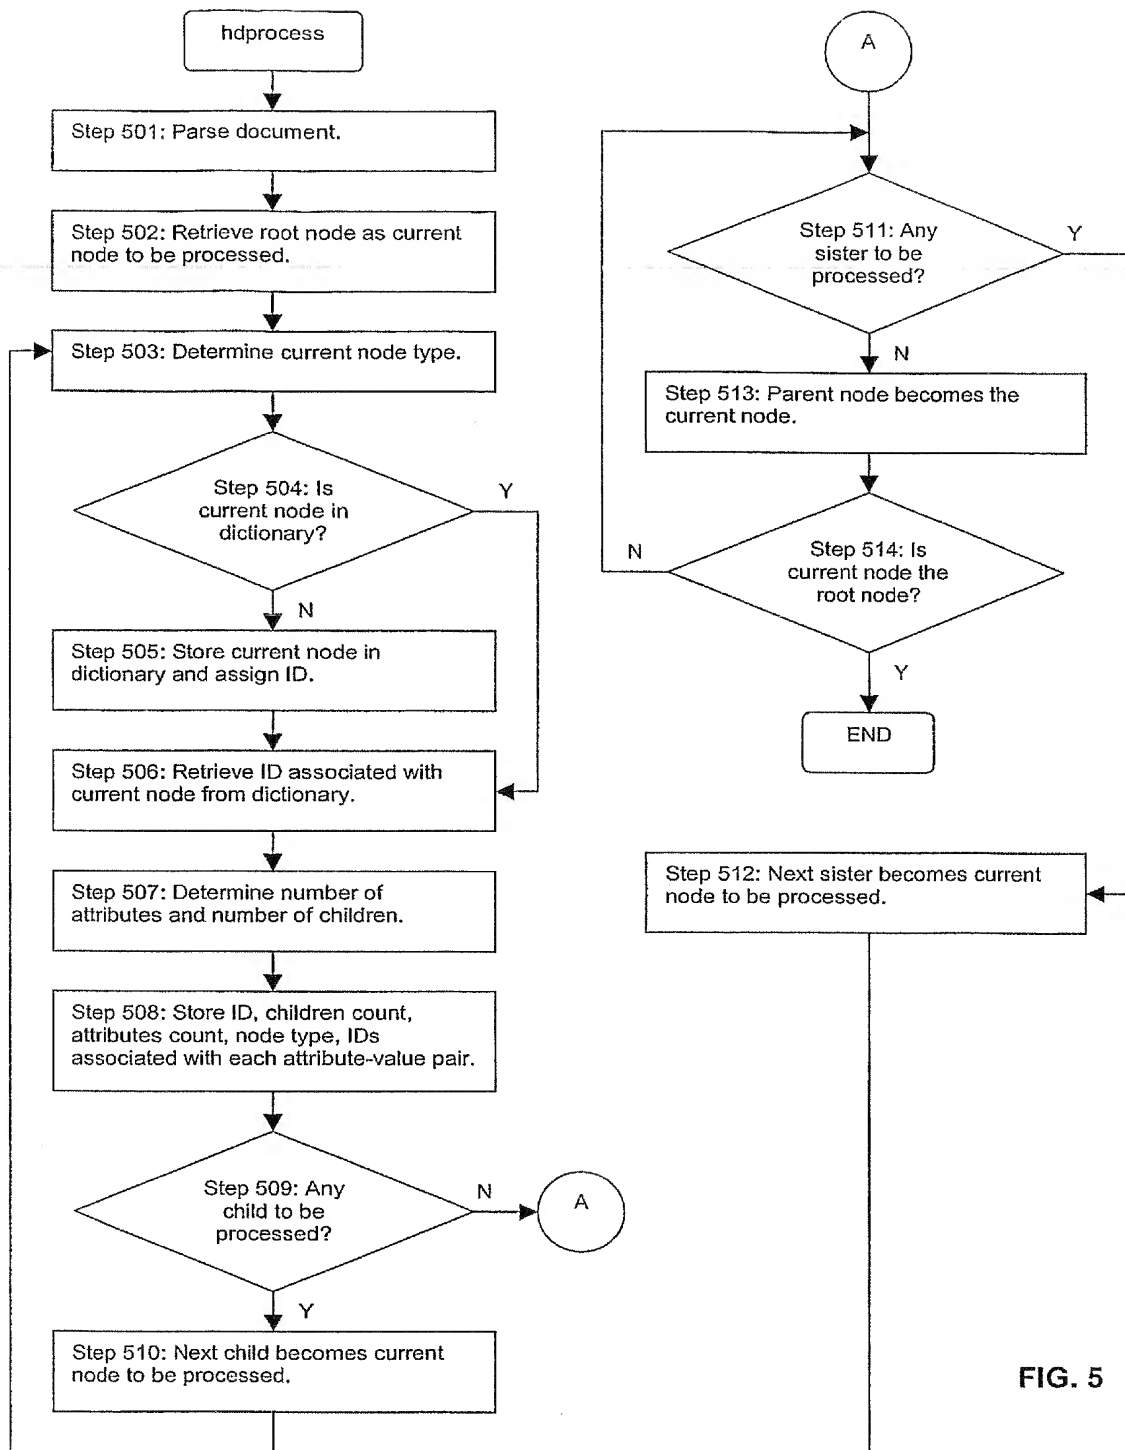 hdprocess
Step 501: Parse document.
Step 502: Retrieve root node as current
node to be processed.
Step 503: Determine current node type.
Step 504: Is
current node in
dictionary?
Y
N
Step 505: Store current node in
dictionary and assign ID.
Step 506: Retrieve ID associated with
current node from dictionary.
Step 507: Determine number of
attributes and number of children.
Step 508: Store ID, children count,
attributes count, node type, IDs
associated with each attribute-value pair.
Step 509: Any
child to be
processed?
N
A
Y
Step 510: Next child becomes current
node to be processed.
A
Step 511: Any
sister to be
processed?
Y
N
Step 513: Parent node becomes the
current node.
Step 514: Is
current node the
root node?
N
Y
END
Step 512: Next sister becomes current
node to be processed.
FIG. 5